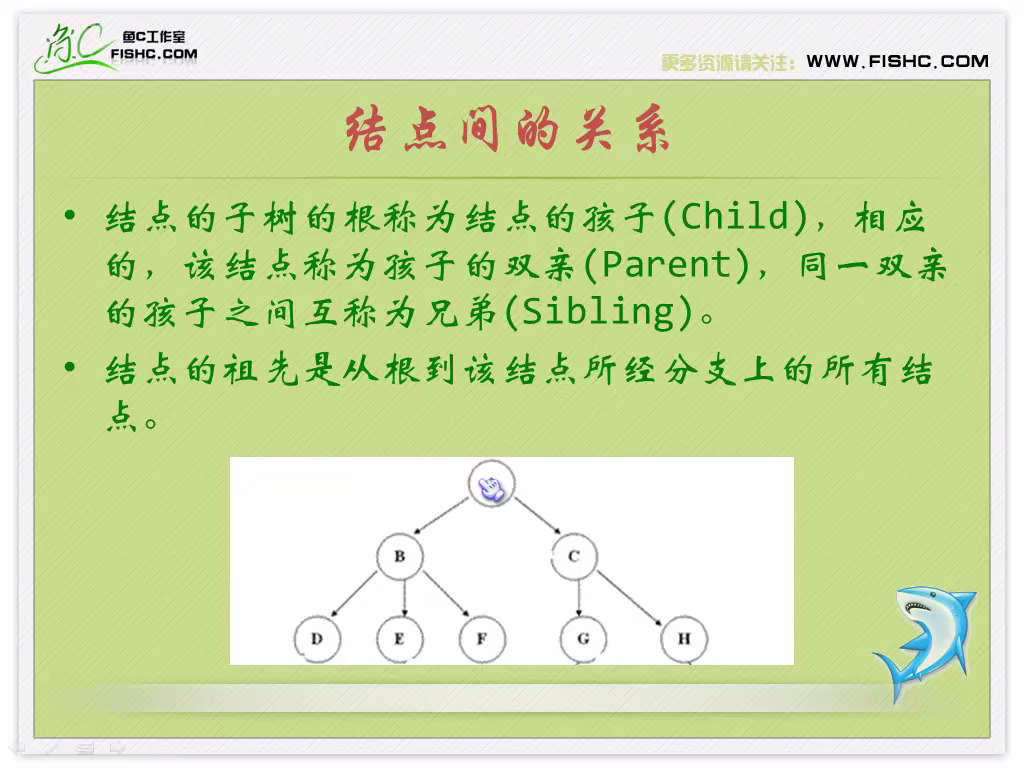 鱼C工作室
FISHC.COM
更多资源请关注：WWW.FISHC.COM
结点间的关系
• 结点的子树的根称为结点的孩子(Child)，相应
的，该结点称为孩子的双亲(Parent)，同一双亲
的孩子之间互称为兄弟(Sibling)。
• 结点的祖先是从根到该结点所经分支上的所有结
点。
B C
D E F G H